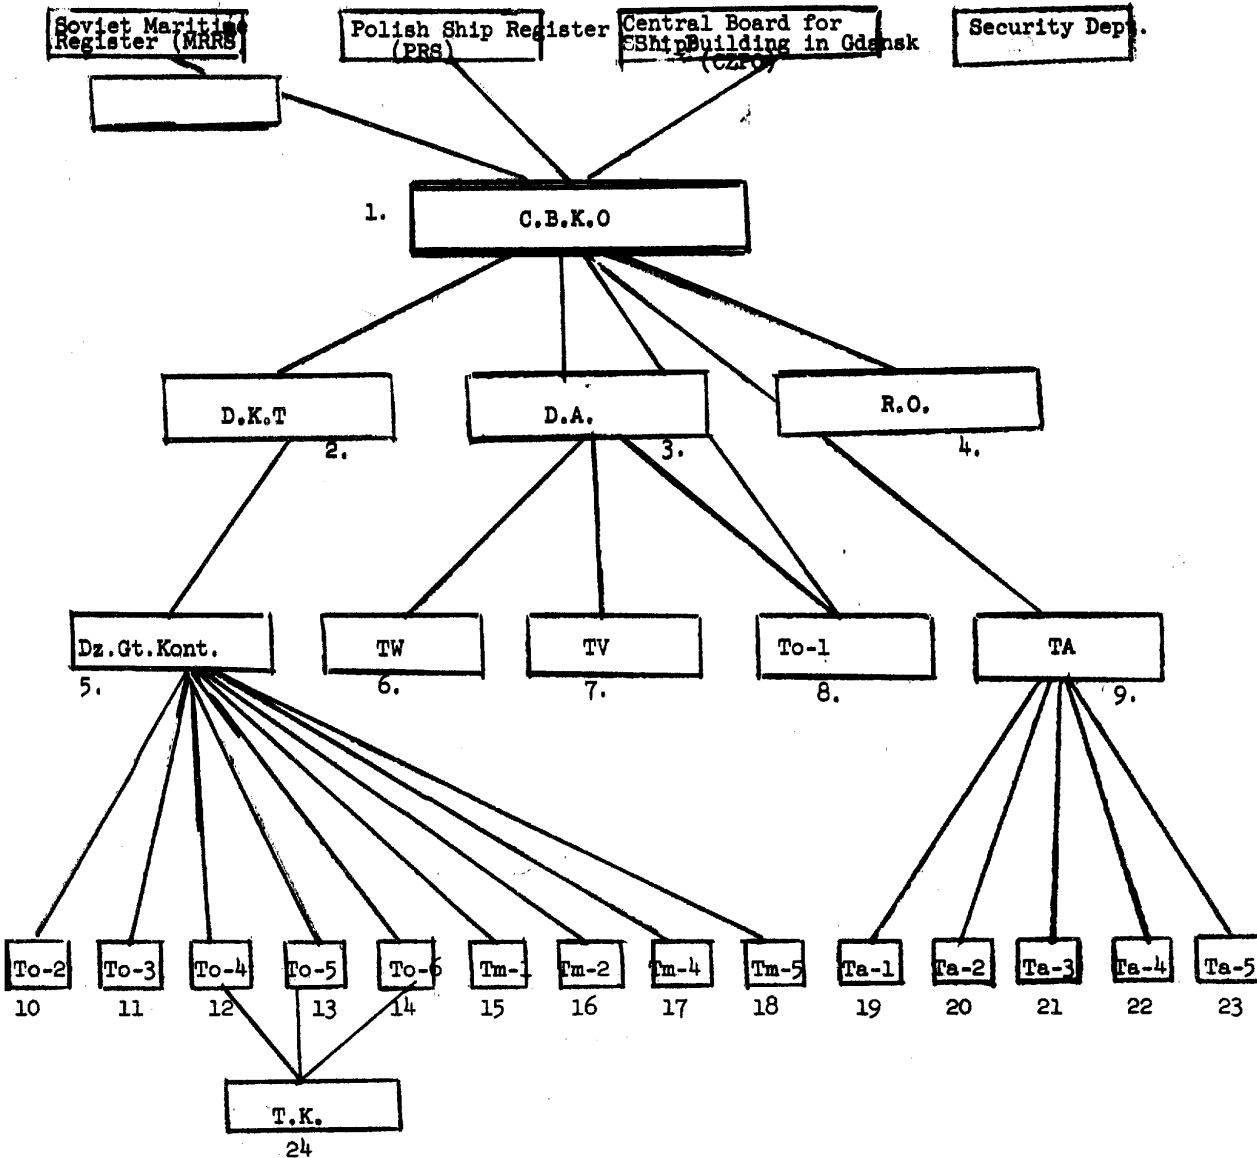 Soviet Maritime
Register (MRRS)
Polish Ship Register
(PRS)
Central Board for
SShipBuilding in Gdansk
(CZPO)
Security Dept.
1.
C.B.K.O
D.K.T
2.
D.A.
3.
R.O.
4.
Dz.Gt.Kont.
5.
TW
6.
TV
7.
To-1
8.
TA
9.
To-2
To-3
To-4
To-5
To-6
Tm-1
Tm-2
Tm-4
Tm-5
Ta-1
Ta-2
Ta-3
Ta-4
Ta-5
10
11
12
13
14
15
16
17
18
19
20
21
22
23
T.K.
24